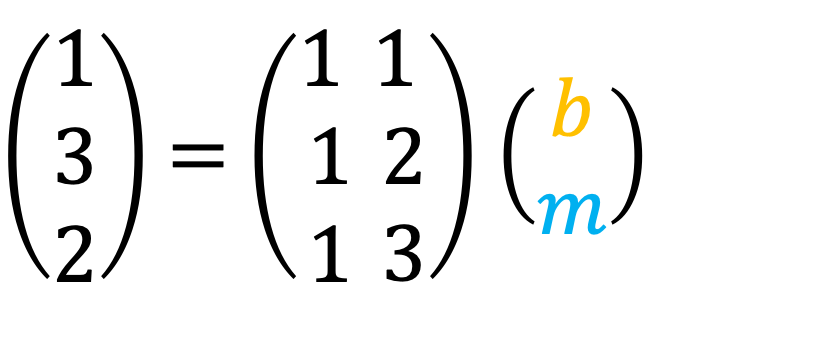 (1 3 2) = (1 1 1 2 1 3) (b m)